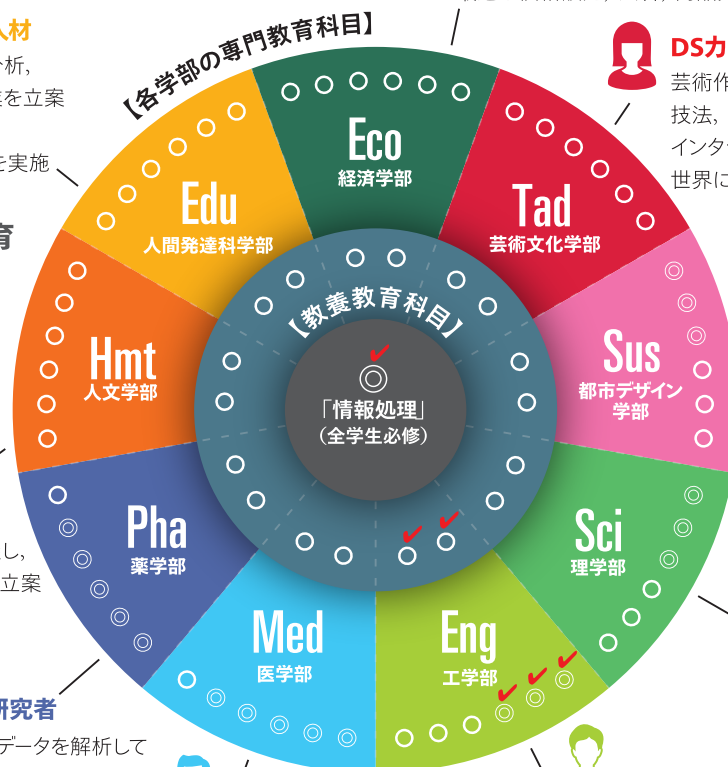 人材
析,
を立案
を実施
育
【各学部の専門教育科目】
DSカ
芸術作
技法,
インタ
世界に
Eco
経済学部
Tad
芸術文化学部
Edu
人間発達科学部
Sus
都市デザイン
学部
Hmt
人文学部
【教養教育科目】
「情報処理」
(全学生必修)
Sci
理学部
Pha
薬学部
Med
医学部
Eng
工学部
し,
立案
研究者
データを解析して